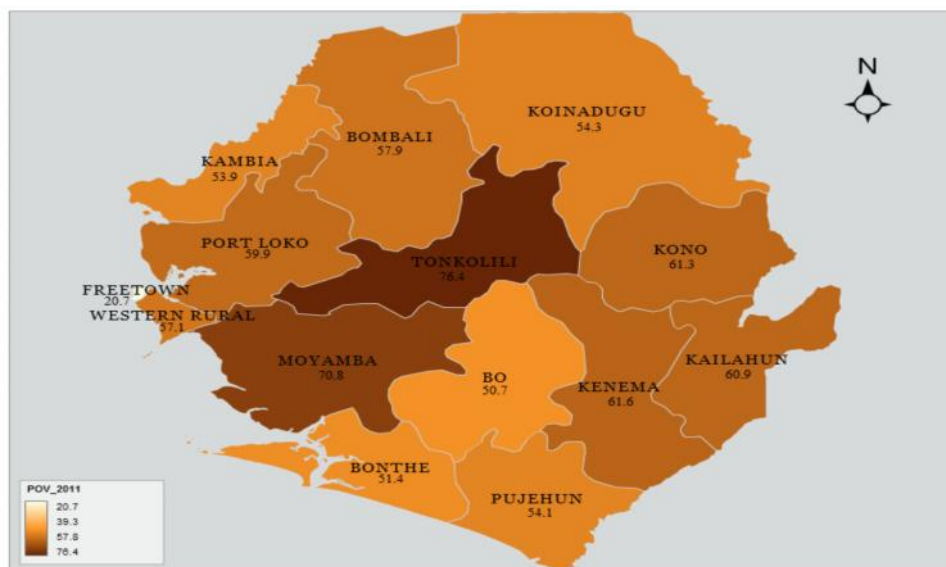 N
KOINADUGU
54.3
BOMBALI
57.9
KAMBIA
53.9
PORT LOKO
59.9
KONO
61.3
TONKOLILI
76.4
FREETOWN
20.7
WESTERN RURAL
57.1
MOYAMBA
70.8
KAILAHUN
60.9
BO
50.7
KENEMA
61.6
BONTHE
51.4
PUJEHUN
54.1
POV_2011
20.7
39.3
57.8
76.4